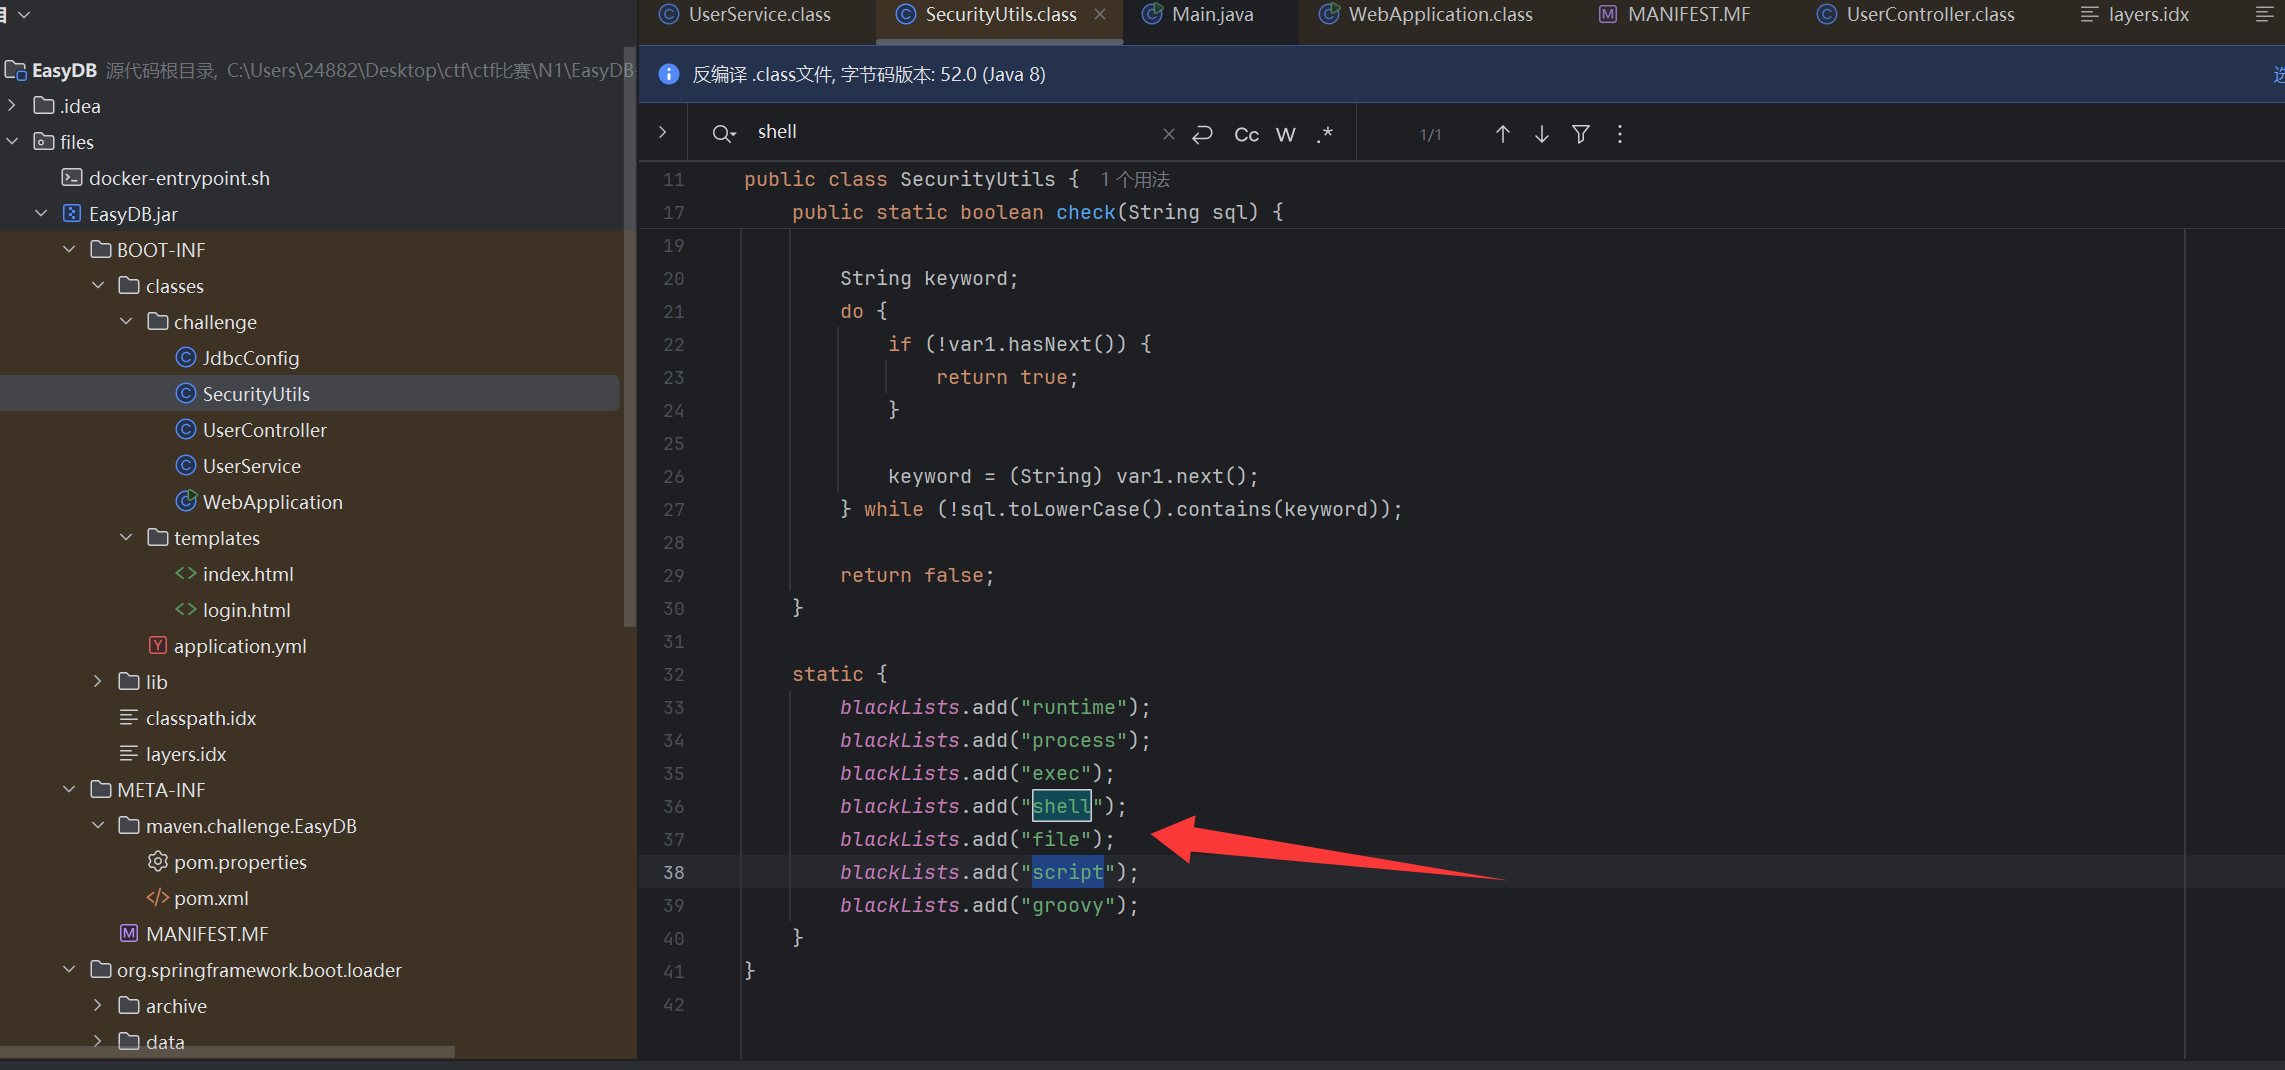 UserService.class SecurityUtils.class Main.java WebApplication.class MANIFEST.MF UserController.class layers.idx
EasyDB 源代码根目录, C:\Users\24882\Desktop\ctf\ctf比赛\N1\EasyDB
.idea
files
docker-entrypoint.sh
EasyDB.jar
BOOT-INF
classes
challenge
JdbcConfig
SecurityUtils
UserController
UserService
WebApplication
templates
index.html
login.html
application.yml
lib
classpath.idx
layers.idx
META-INF
maven.challenge.EasyDB
pom.properties
pom.xml
MANIFEST.MF
org.springframework.boot.loader
archive
data
反编译 .class文件, 字节码版本: 52.0 (Java 8)
shell Cc W .* 1/1
11 public class SecurityUtils { 1 个用法
17 public static boolean check(String sql) {
19
20 String keyword;
21 do {
22 if (!var1.hasNext()) {
23 return true;
24 }
25
26 keyword = (String) var1.next();
27 } while (!sql.toLowerCase().contains(keyword));
28
29 return false;
30 }
31
32 static {
33 blackLists.add("runtime");
34 blackLists.add("process");
35 blackLists.add("exec");
36 blackLists.add("shell");
37 blackLists.add("file");
38 blackLists.add("script");
39 blackLists.add("groovy");
40 }
41 }
42